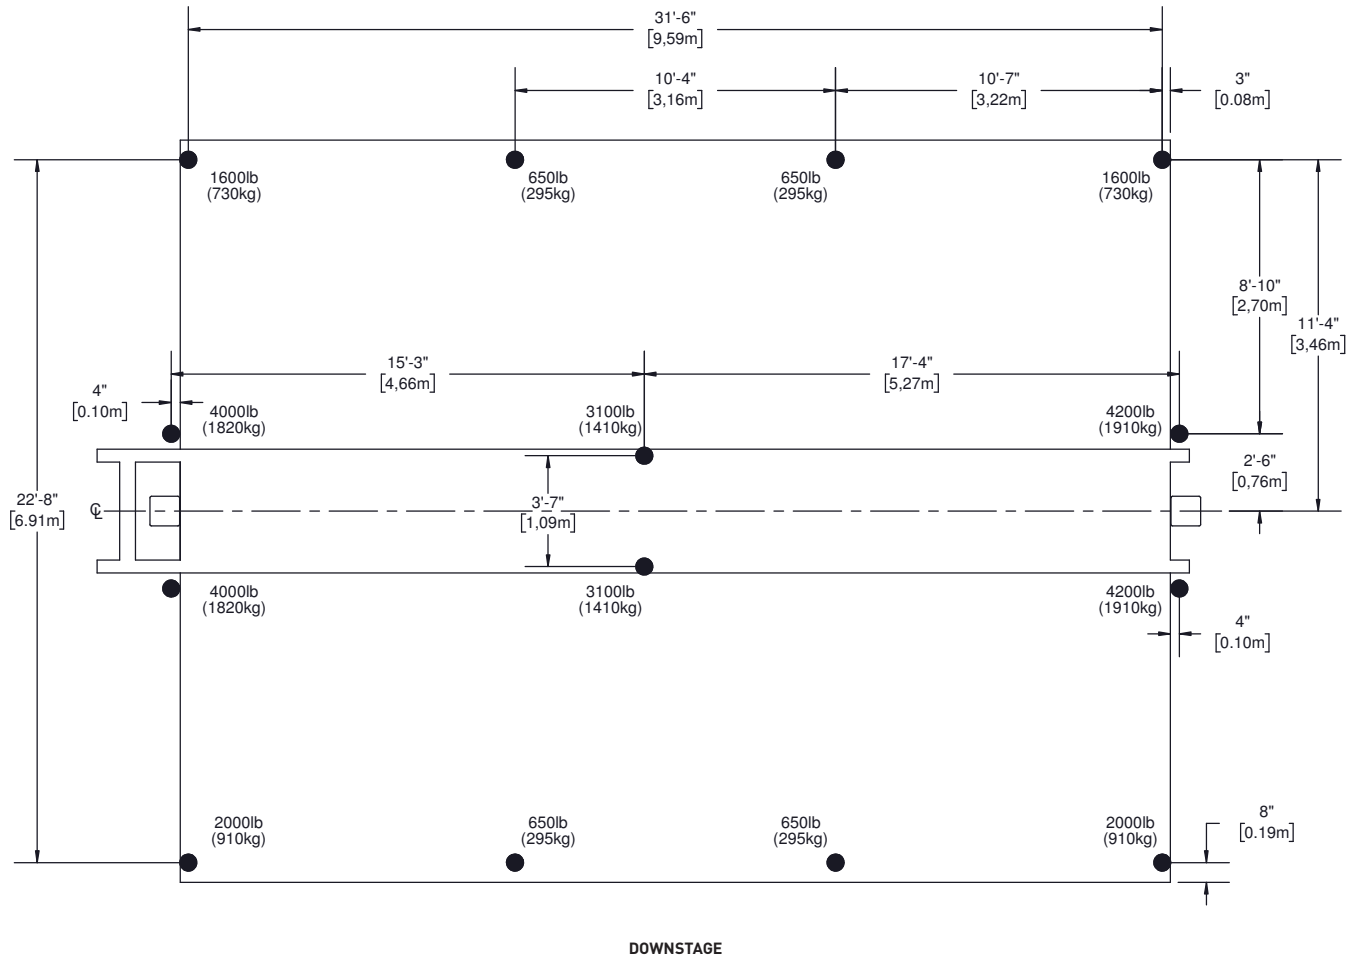 31'-6"
[9,59m]
10'-4"
[3,16m]
10'-7"
[3,22m]
3"
[0.08m]
1600lb
(730kg)
650lb
(295kg)
650lb
(295kg)
1600lb
(730kg)
8'-10"
[2,70m]
11'-4"
[3,46m]
15'-3"
[4,66m]
17'-4"
[5,27m]
4"
[0.10m]
4000lb
(1820kg)
3100lb
(1410kg)
4200lb
(1910kg)
2'-6"
[0,76m]
22'-8"
[6.91m]
℄
3'-7"
[1,09m]
4000lb
(1820kg)
3100lb
(1410kg)
4200lb
(1910kg)
4"
[0.10m]
2000lb
(910kg)
650lb
(295kg)
650lb
(295kg)
2000lb
(910kg)
8"
[0.19m]
DOWNSTAGE